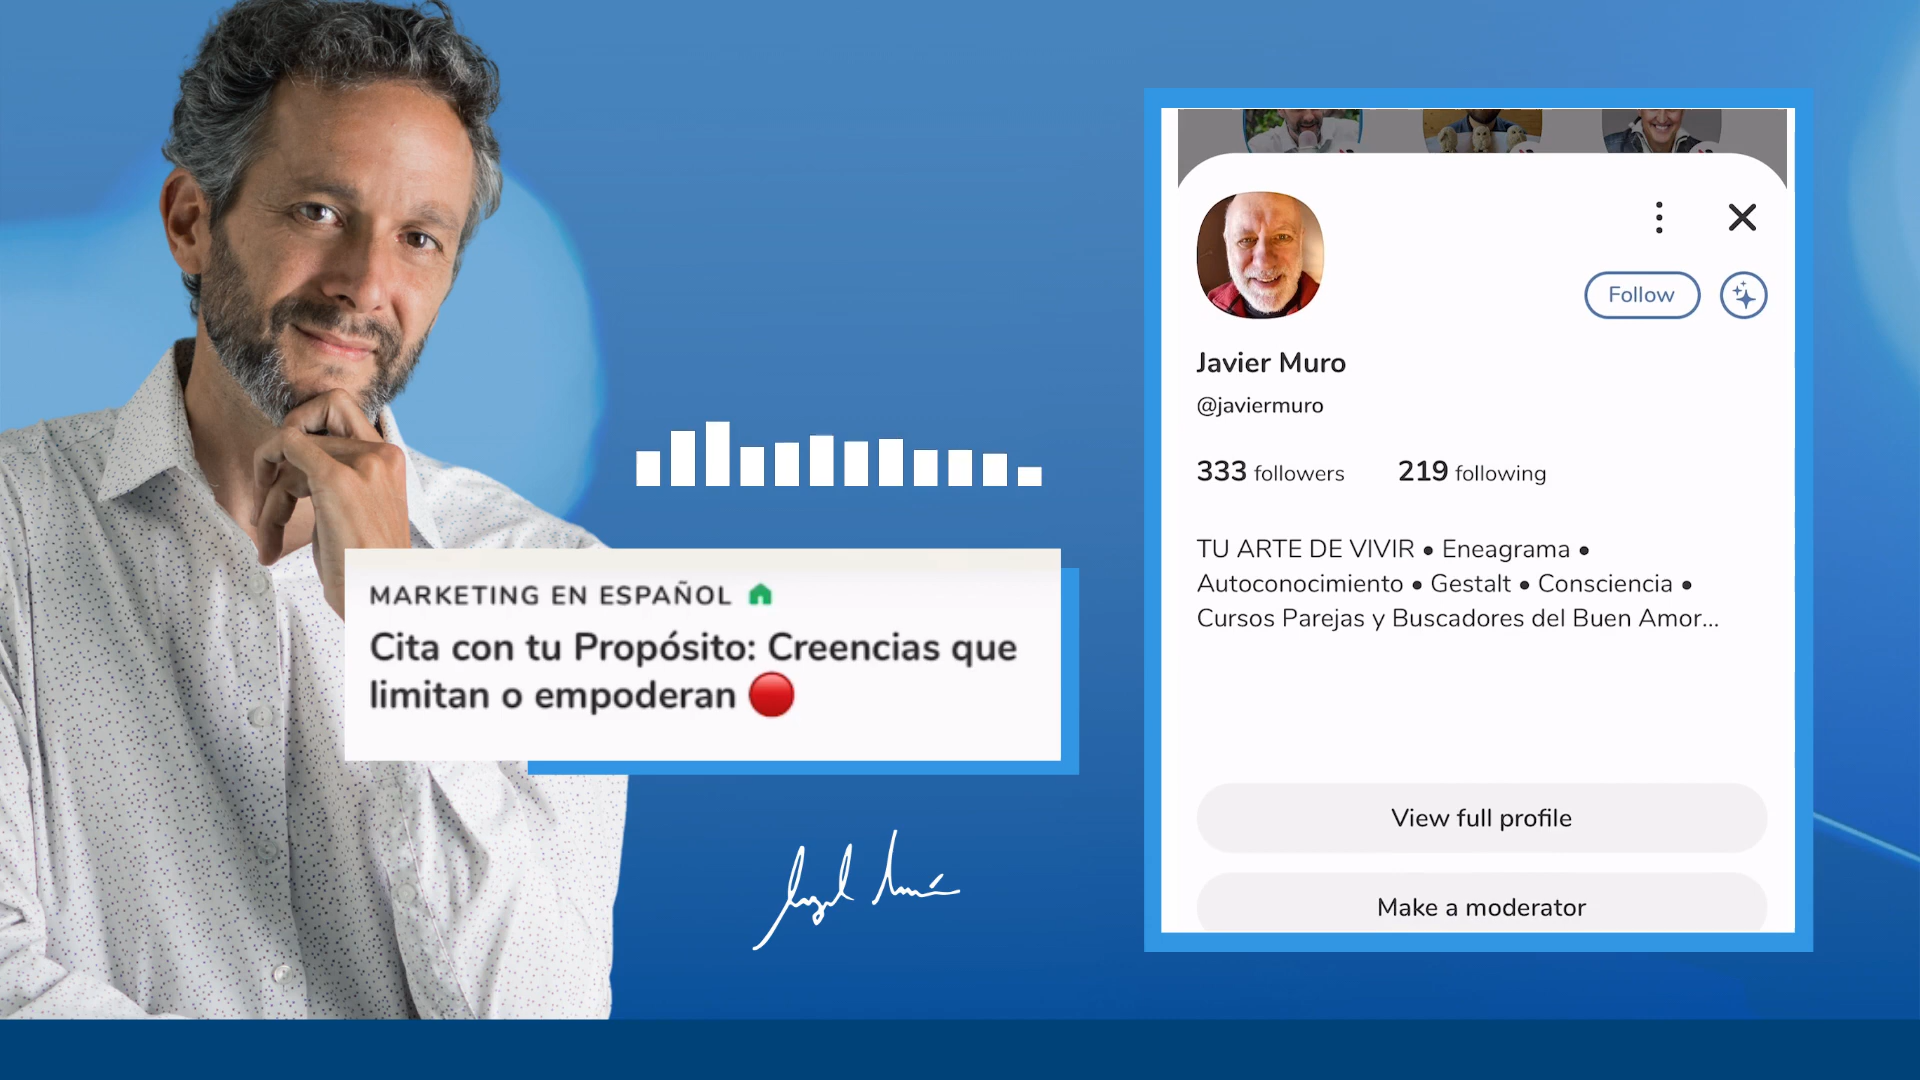 MARKETING EN ESPAÑOL
Cita con tu Propósito: Creencias que
limitan o empoderan
Follow
Javier Muro
@javiermuro
333 followers 219 following
TU ARTE DE VIVIR • Eneagrama •
Autoconocimiento • Gestalt • Consciencia •
Cursos Parejas y Buscadores del Buen Amor...
View full profile
Make a moderator